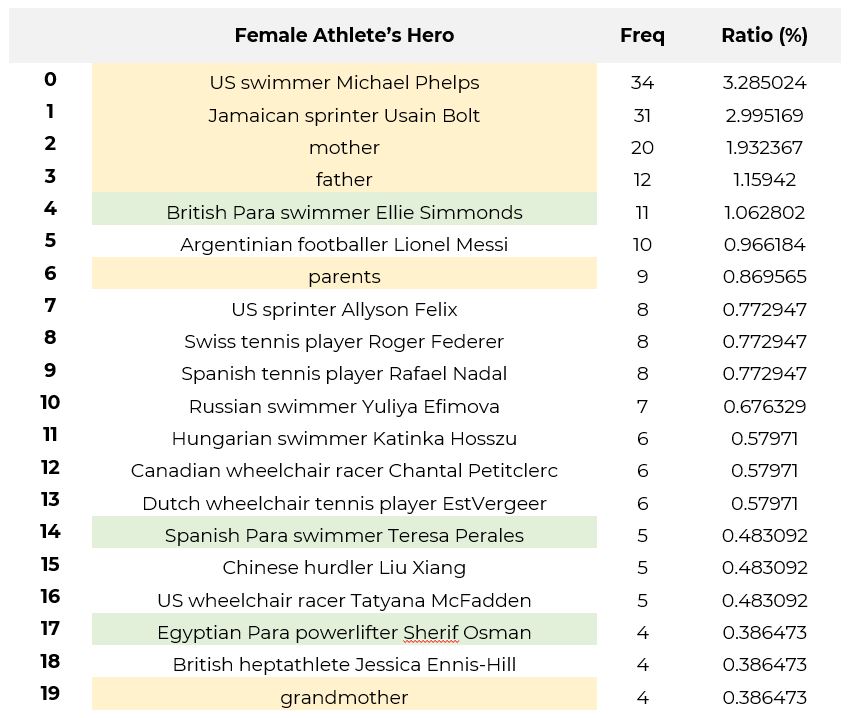 Female Athlete's Hero Freq Ratio (%)
0 US swimmer Michael Phelps 34 3.285024
1 Jamaican sprinter Usain Bolt 31 2.995169
2 mother 20 1.932367
3 father 12 1.15942
4 British Para swimmer Ellie Simmonds 11 1.062802
5 Argentinian footballer Lionel Messi 10 0.966184
6 parents 9 0.869565
7 US sprinter Allyson Felix 8 0.772947
8 Swiss tennis player Roger Federer 8 0.772947
9 Spanish tennis player Rafael Nadal 8 0.772947
10 Russian swimmer Yuliya Efimova 7 0.676329
11 Hungarian swimmer Katinka Hosszu 6 0.57971
12 Canadian wheelchair racer Chantal Petitclerc 6 0.57971
13 Dutch wheelchair tennis player EstVergeer 6 0.57971
14 Spanish Para swimmer Teresa Perales 5 0.483092
15 Chinese hurdler Liu Xiang 5 0.483092
16 US wheelchair racer Tatyana McFadden 5 0.483092
17 Egyptian Para powerlifter Sherif Osman 4 0.386473
18 British heptathlete Jessica Ennis-Hill 4 0.386473
19 grandmother 4 0.386473